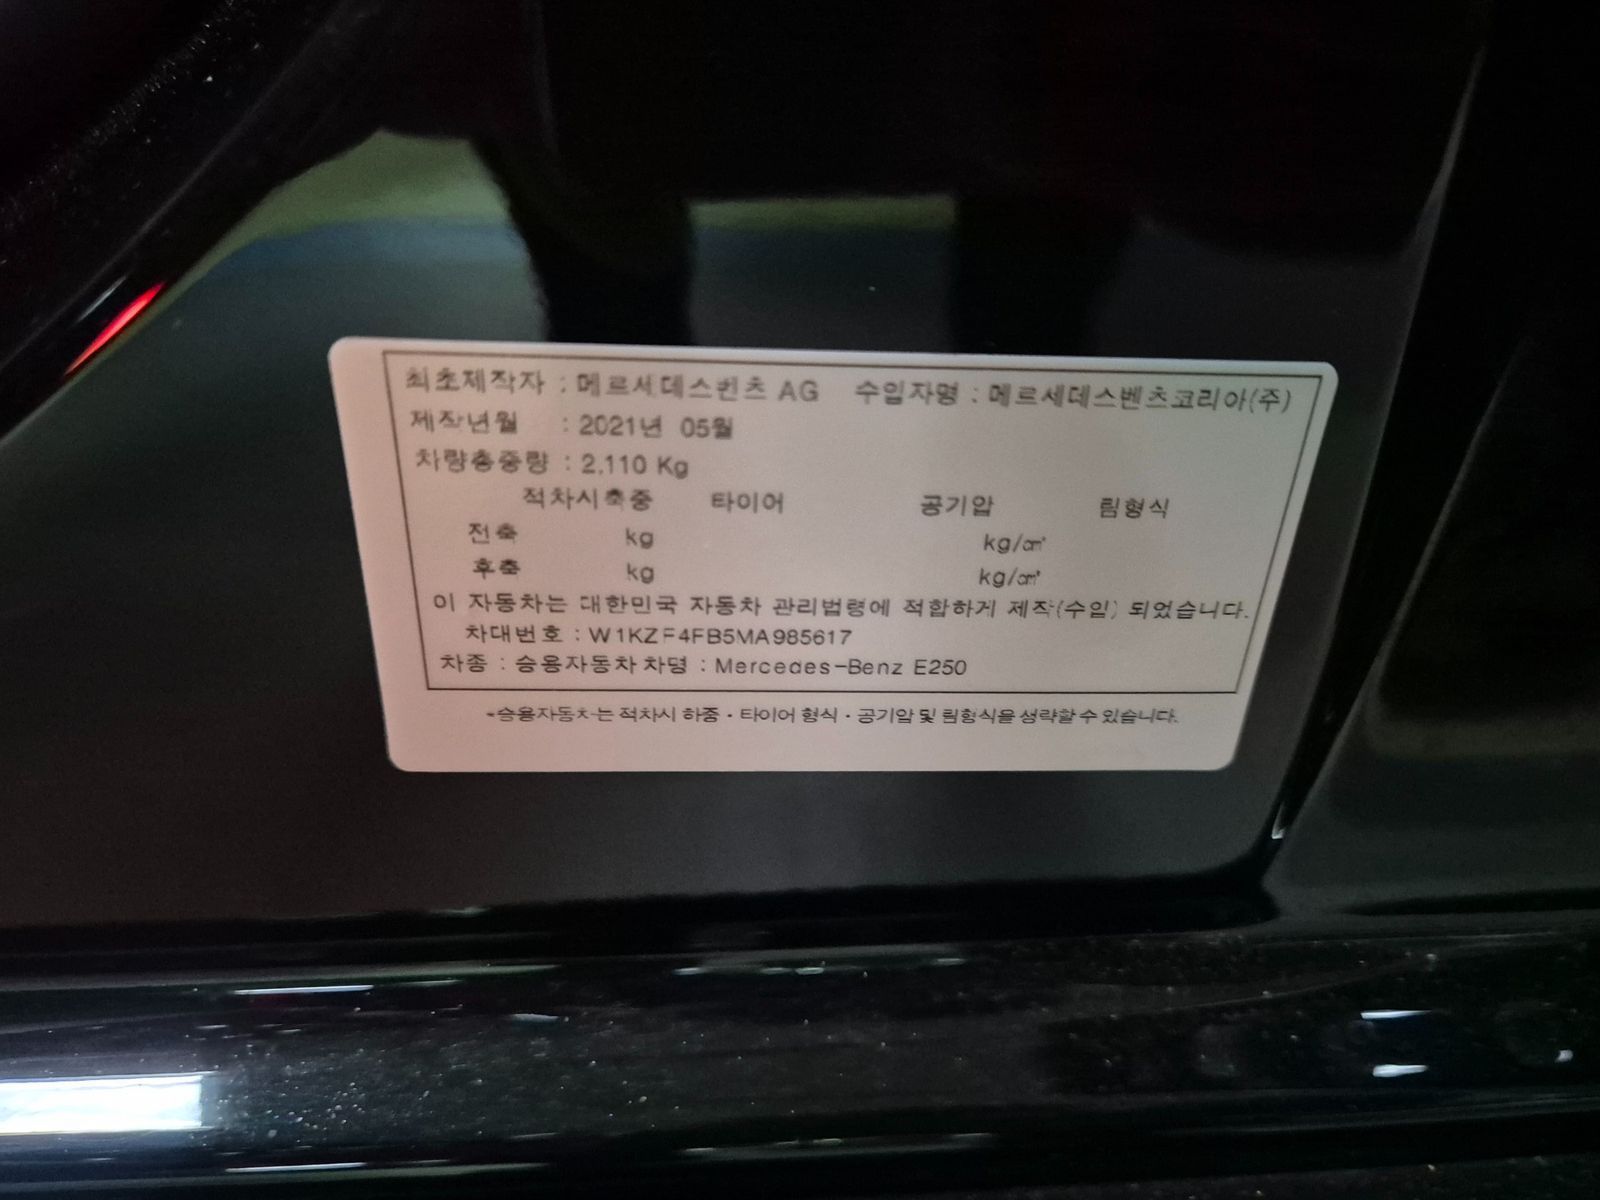 최초제작자 : 메르세데스벤츠 AG 수입자명 : 메르세데스벤츠코리아(주)
제작년월 : 2021년 05월
차량총중량 : 2,110 Kg
적차시축중 타이어 공기압 림형식
전축 kg kg/㎠
후축 kg kg/㎠
이 자동차는 대한민국 자동차 관리법령에 적합하게 제작(수입) 되었습니다.
차대번호 : W1KZF4FB5MA985617
차종 : 승용자동차 차명 : Mercedes-Benz E250
*승용자동차는 적차시 하중·타이어 형식·공기압 및 림형식을 생략할 수 있습니다.